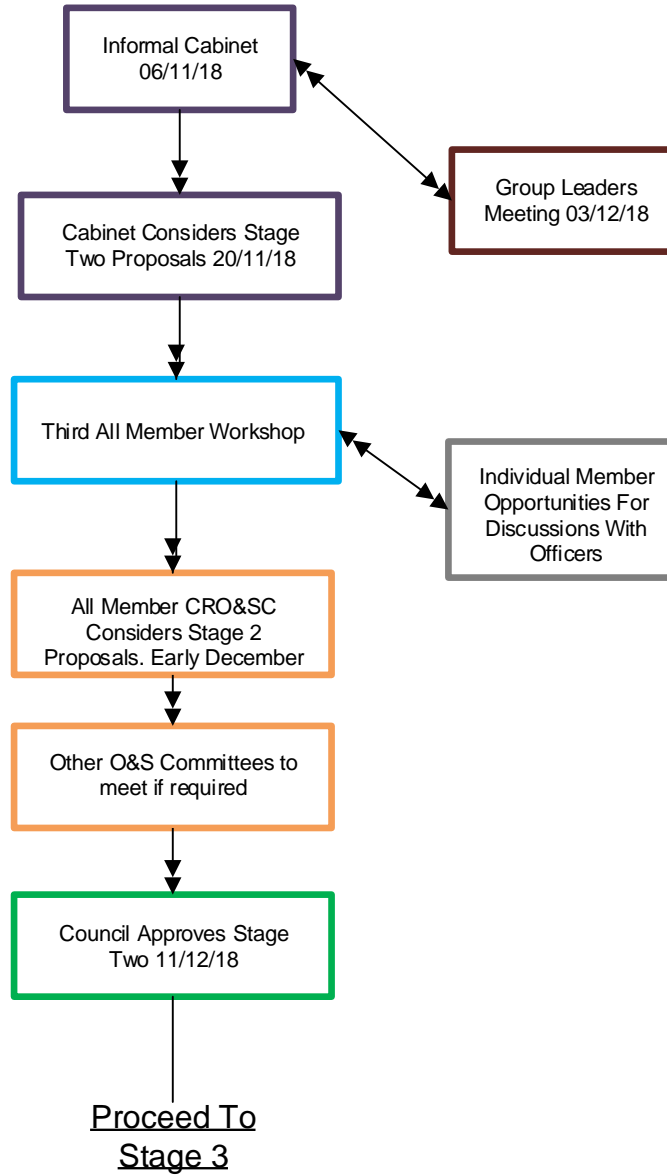 Informal Cabinet
06/11/18
Group Leaders
Meeting 03/12/18
Cabinet Considers Stage
Two Proposals 20/11/18
Third All Member Workshop
Individual Member
Opportunities For
Discussions With
Officers
All Member CRO&SC
Considers Stage 2
Proposals. Early December
Other O&S Committees to
meet if required
Council Approves Stage
Two 11/12/18
Proceed To
Stage 3